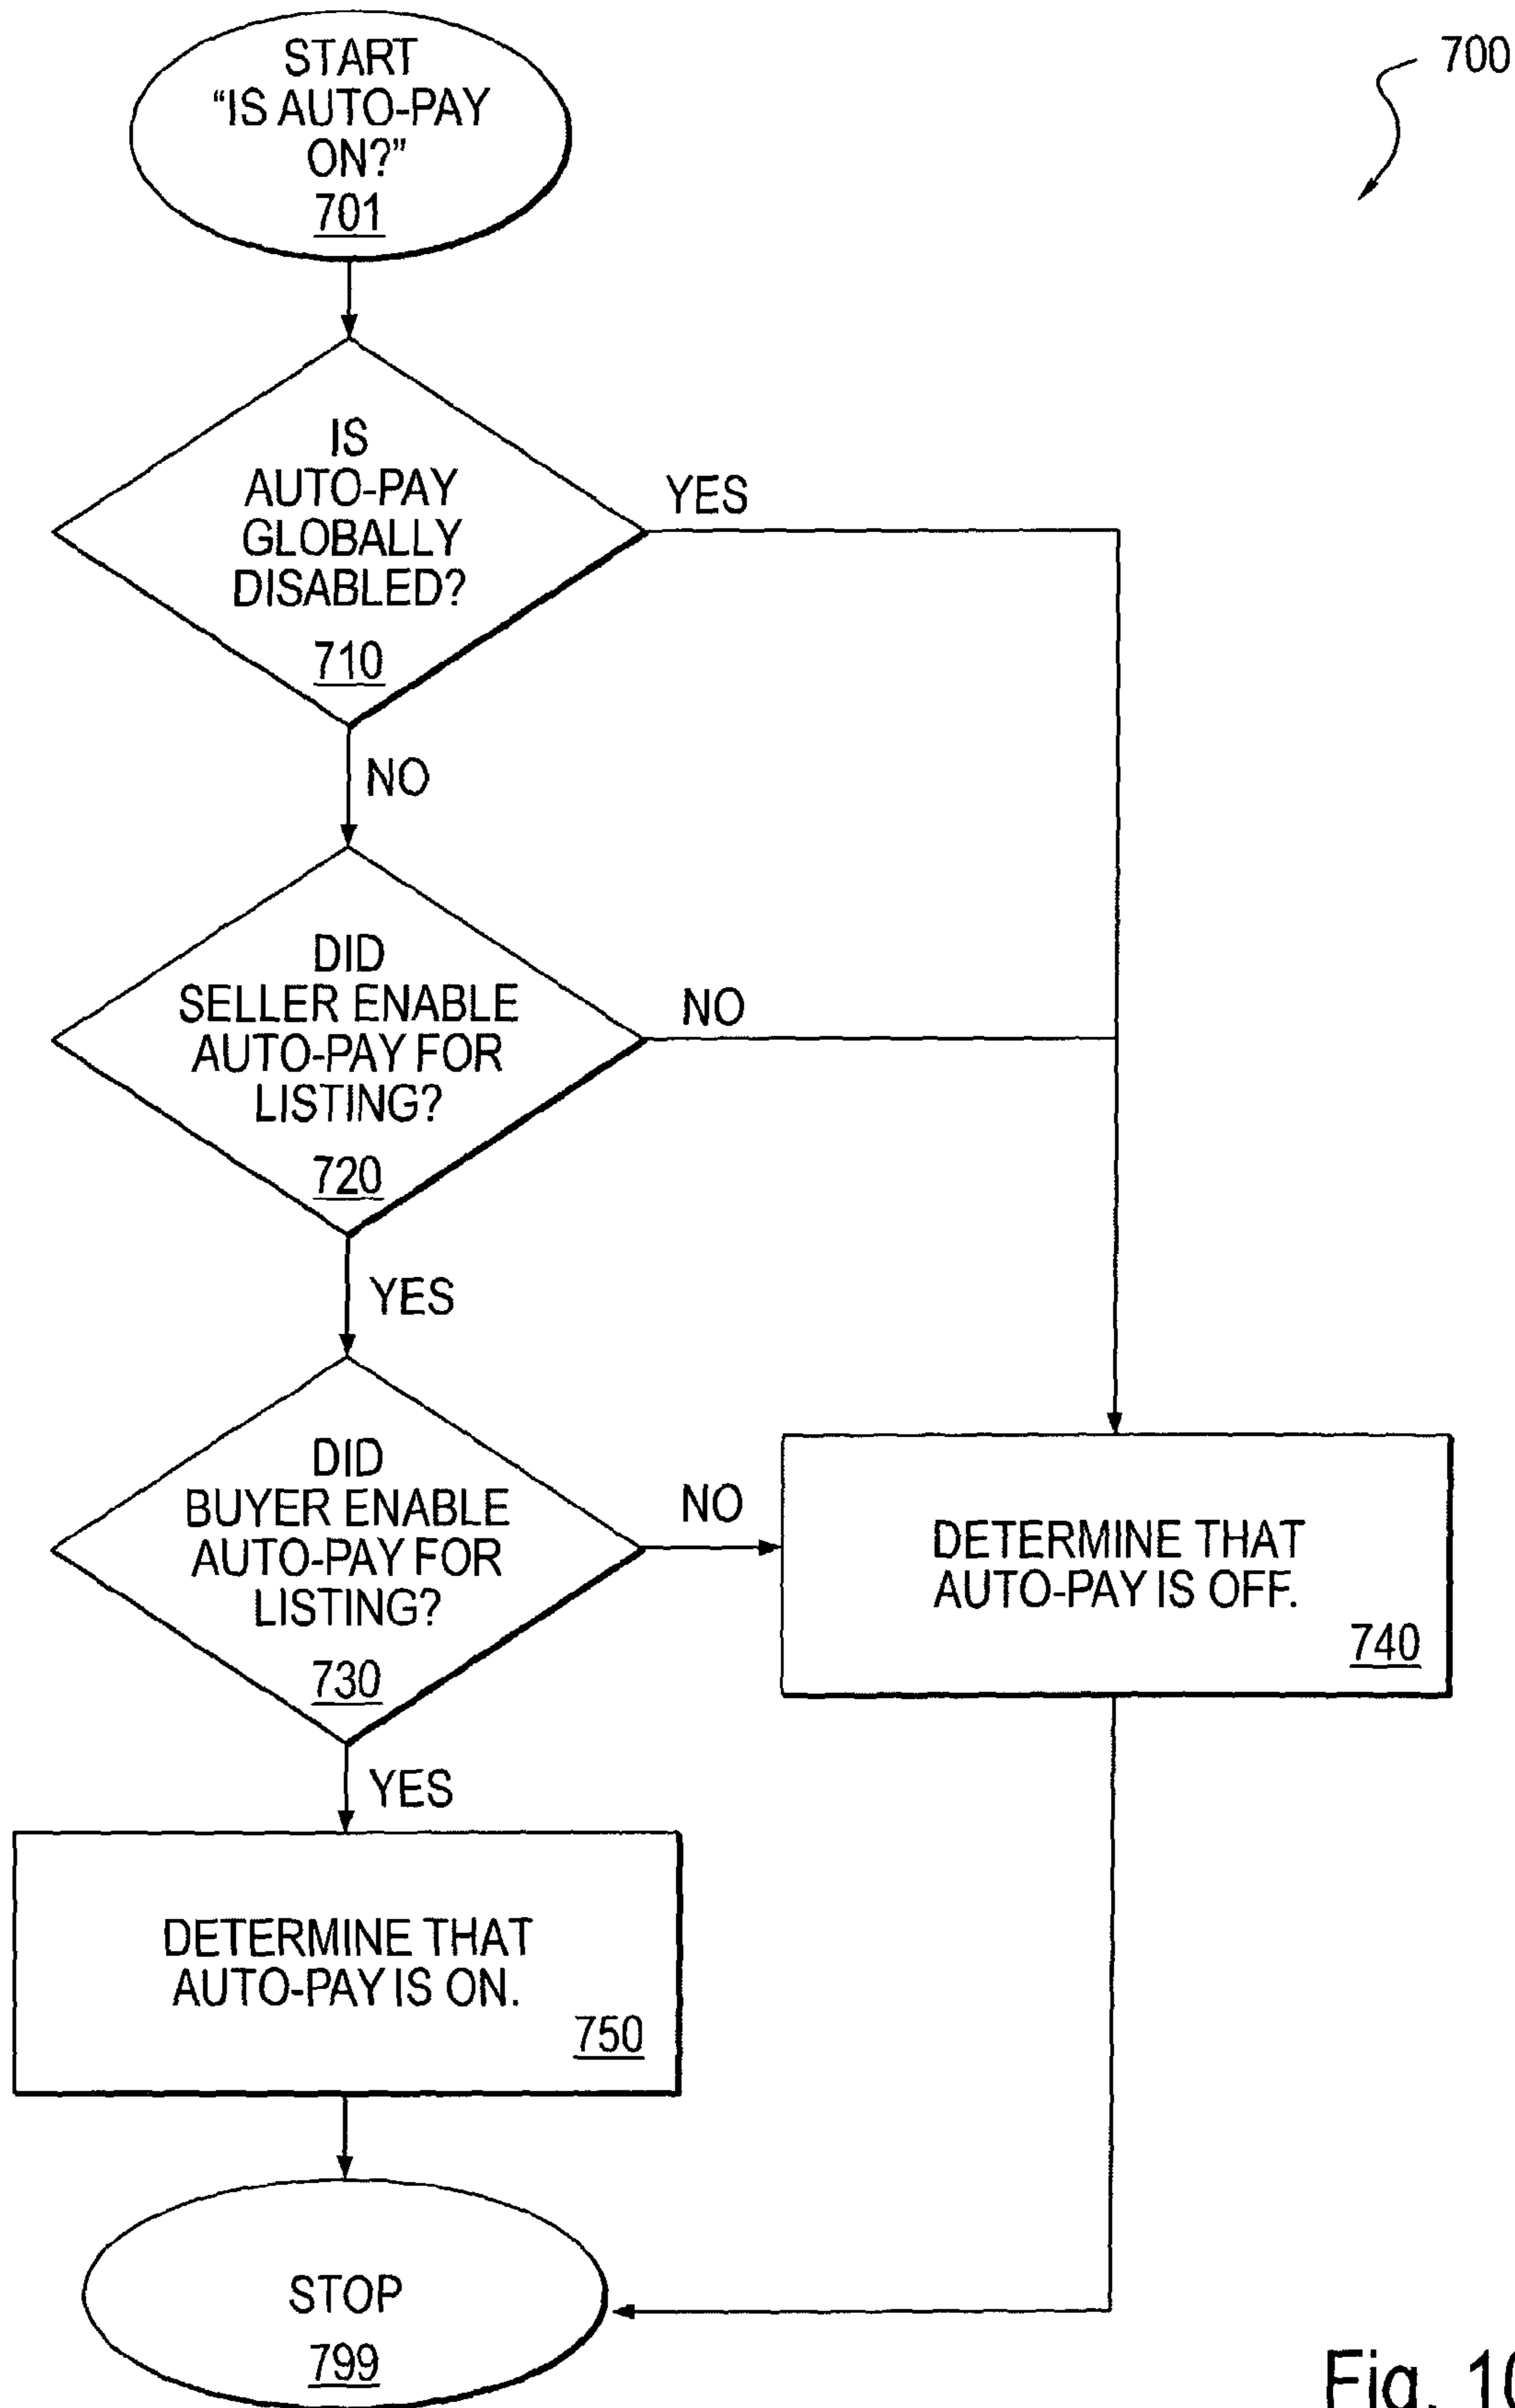 START
“IS AUTO-PAY
ON?”
701
700
IS
AUTO-PAY
GLOBALLY
DISABLED?
710
YES
NO
DID
SELLER ENABLE
AUTO-PAY FOR
LISTING?
720
NO
YES
DID
BUYER ENABLE
AUTO-PAY FOR
LISTING?
730
NO
DETERMINE THAT
AUTO-PAY IS OFF.
740
YES
DETERMINE THAT
AUTO-PAY IS ON.
750
STOP
799
Fig. 10